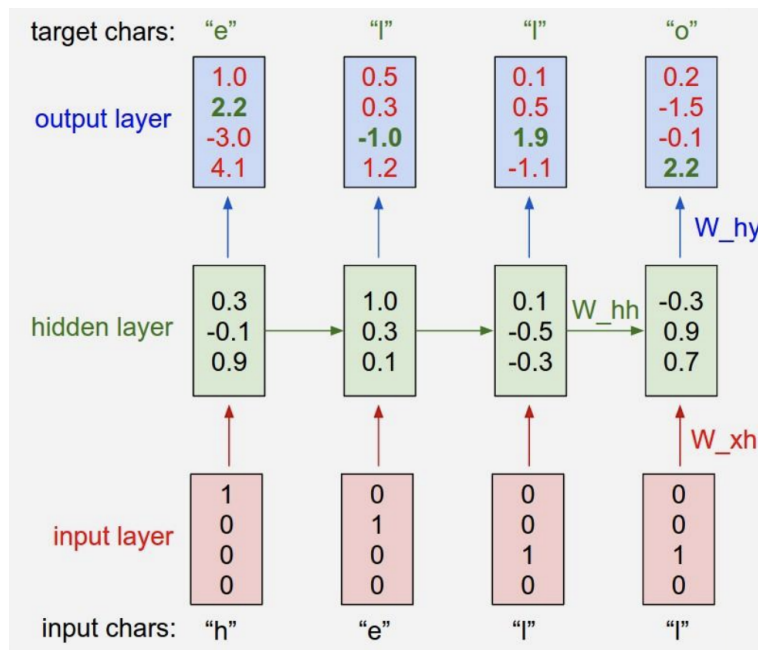 target chars: “e” “l” “l” “o”
1.0 0.5 0.1 0.2
2.2 0.3 0.5 -1.5
output layer
-3.0 -1.0 1.9 -0.1
4.1 1.2 -1.1 2.2
W_hy
0.3 1.0 0.1 -0.3
hidden layer -0.1 0.3 -0.5 W_hh 0.9
0.9 0.1 -0.3 0.7
W_xh
1 0 0 0
0 1 0 0
input layer
0 0 1 1
0 0 0 0
input chars: “h” “e” “l” “l”